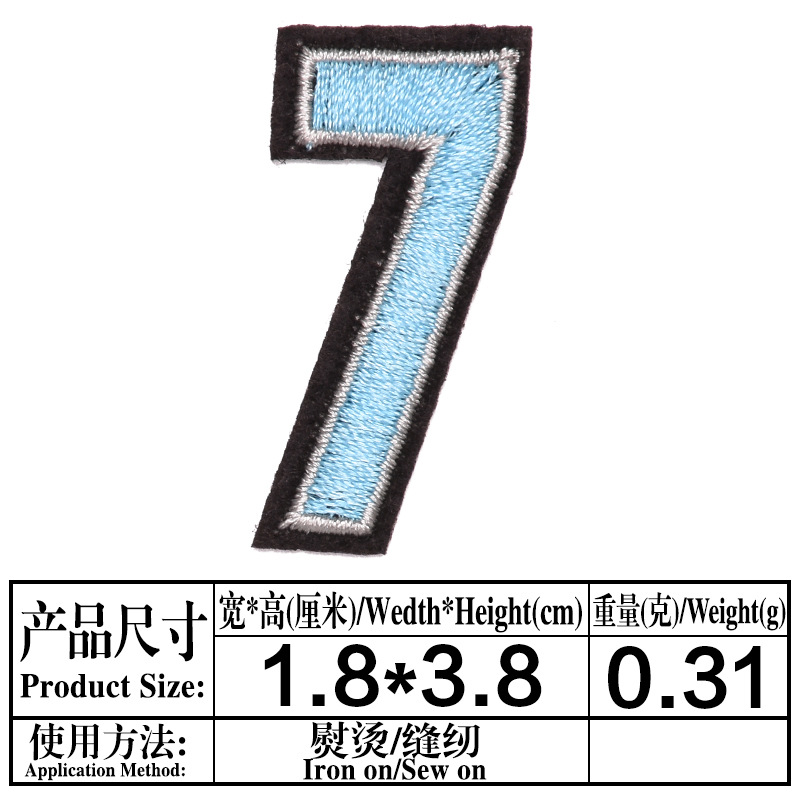 7
产品尺寸
Product Size:
宽*高(厘米)/Wedth*Height(cm)
重量(克)/Weight(g)
1.8*3.8
0.31
使用方法:
Application Method:
熨烫/缝纫
Iron on/Sew on